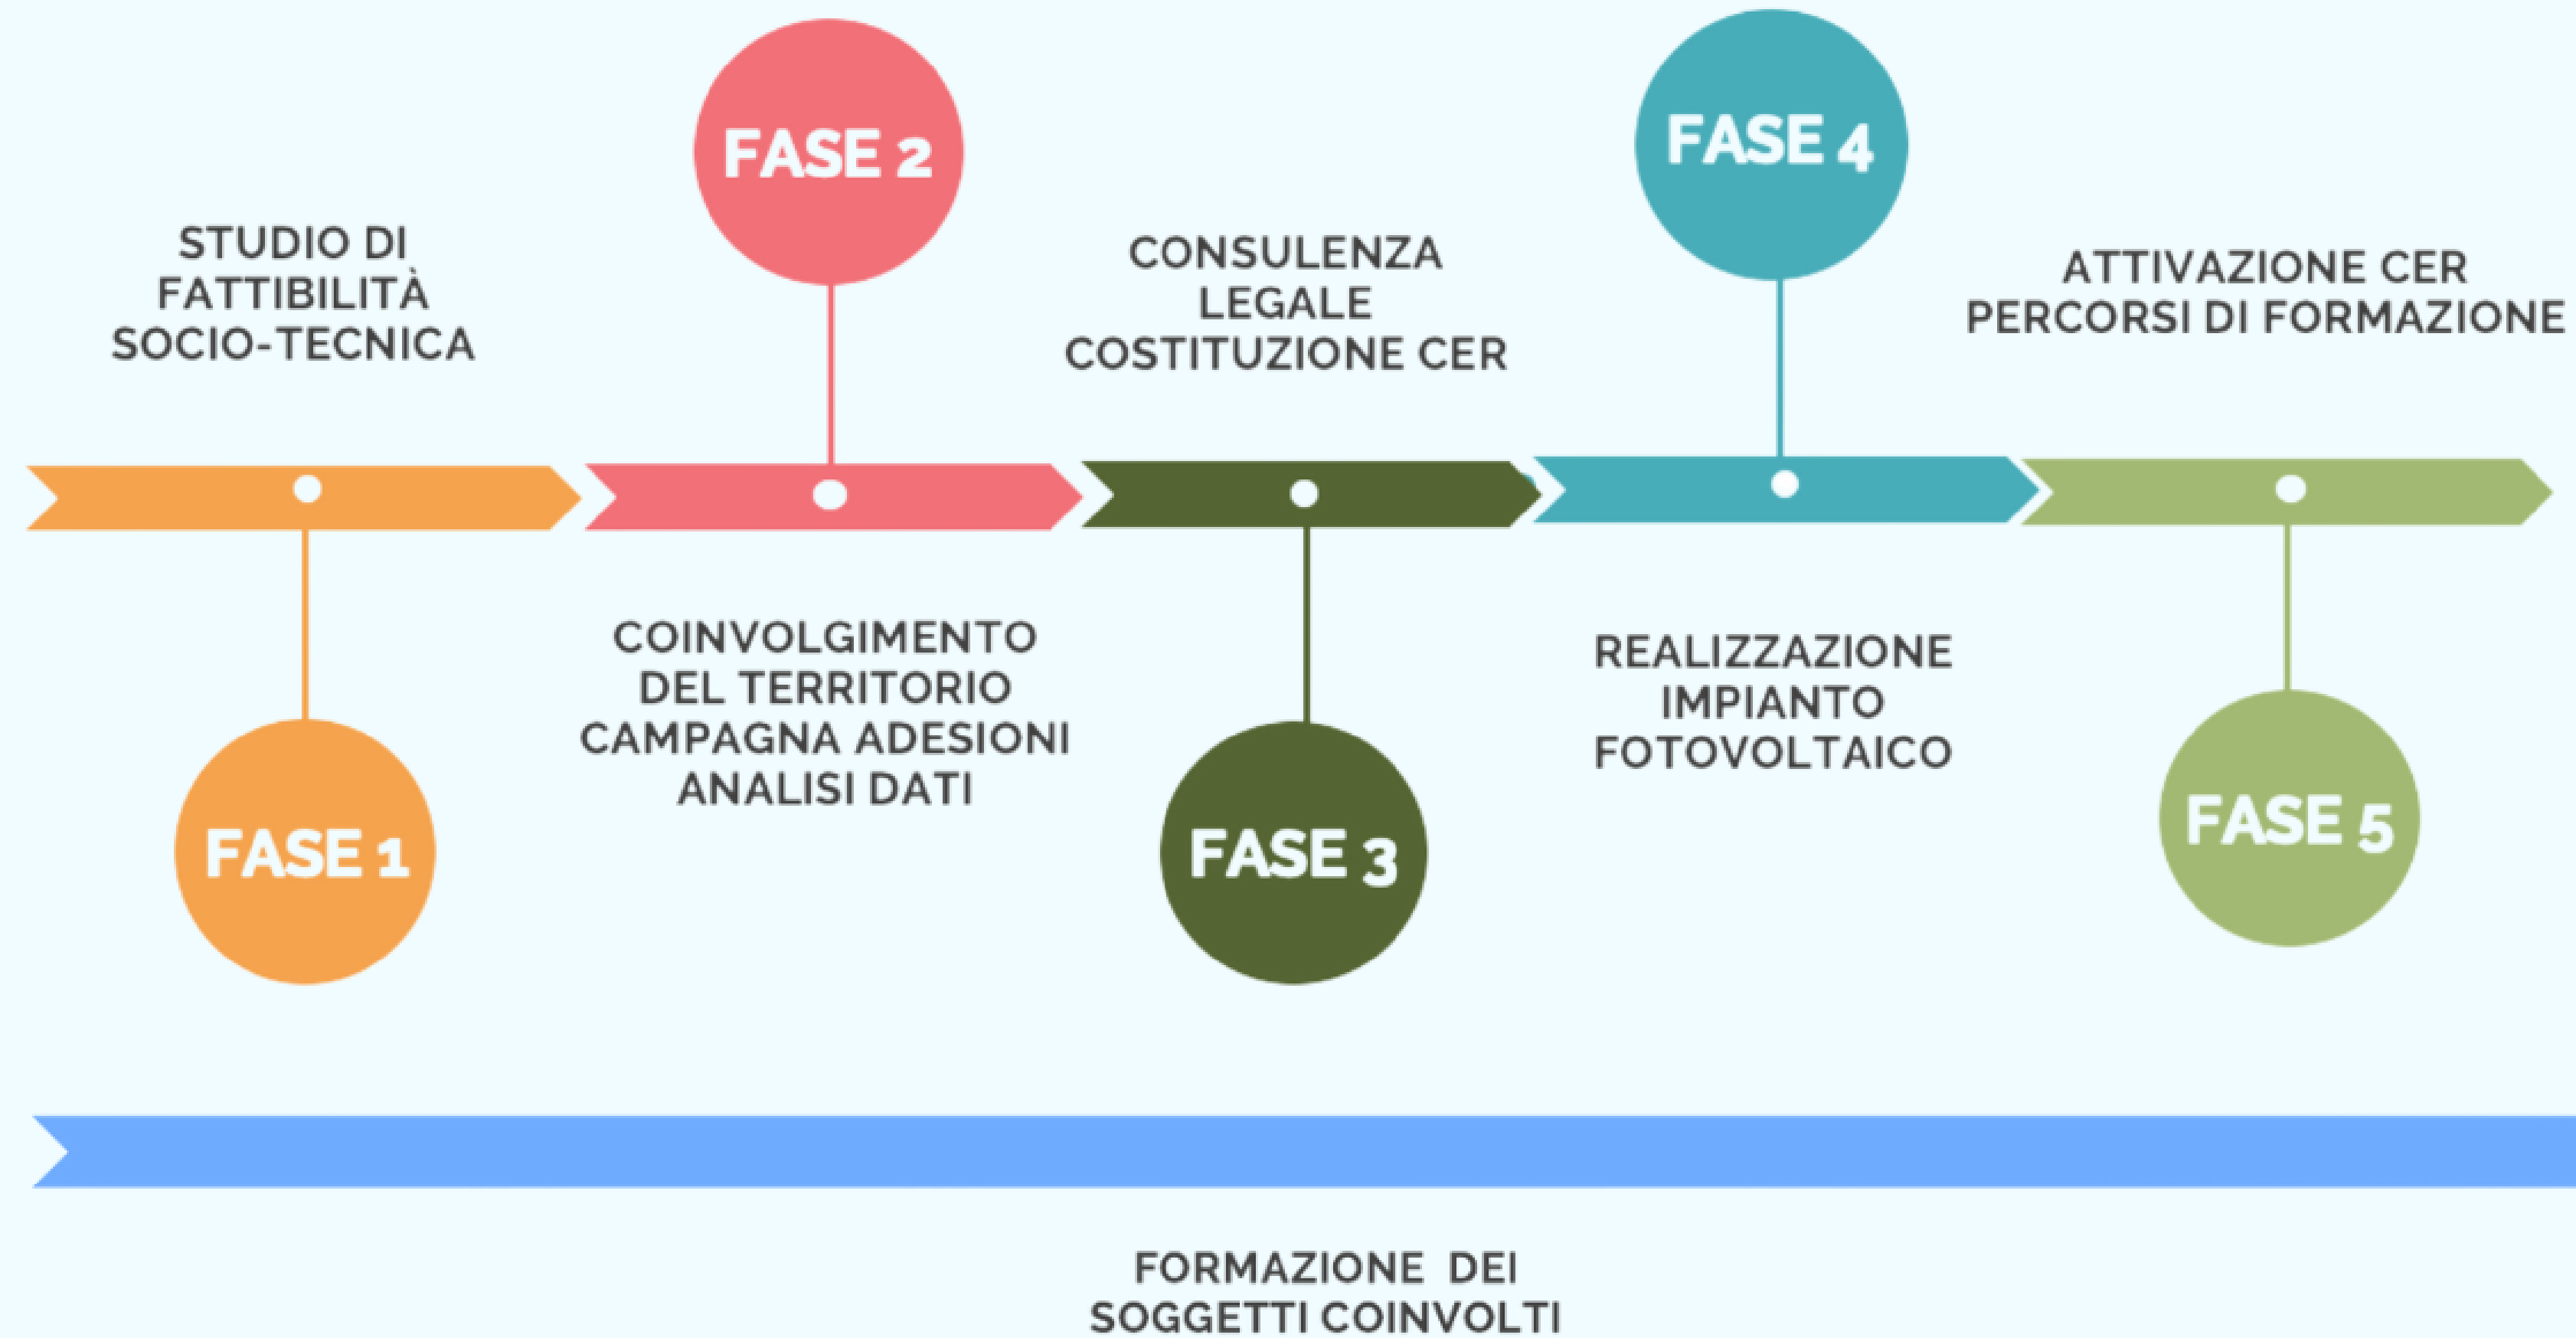 FASE 1
STUDIO DI
FATTIBILITÀ
SOCIO-TECNICA
FASE 2
COINVOLGIMENTO
DEL TERRITORIO
CAMPAGNA ADESIONI
ANALISI DATI
FASE 3
CONSULENZA
LEGALE
COSTITUZIONE CER
FASE 4
REALIZZAZIONE
IMPIANTO
FOTOVOLTAICO
FASE 5
ATTIVAZIONE CER
PERCORSI DI FORMAZIONE
FORMAZIONE DEI
SOGGETTI COINVOLTI